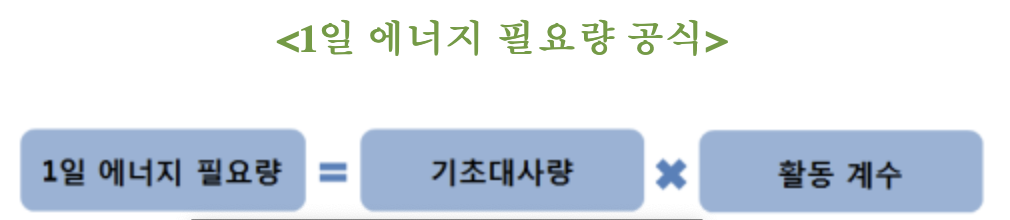 <1일 에너지 필요량 공식>
1일 에너지 필요량 = 기초대사량 × 활동 계수